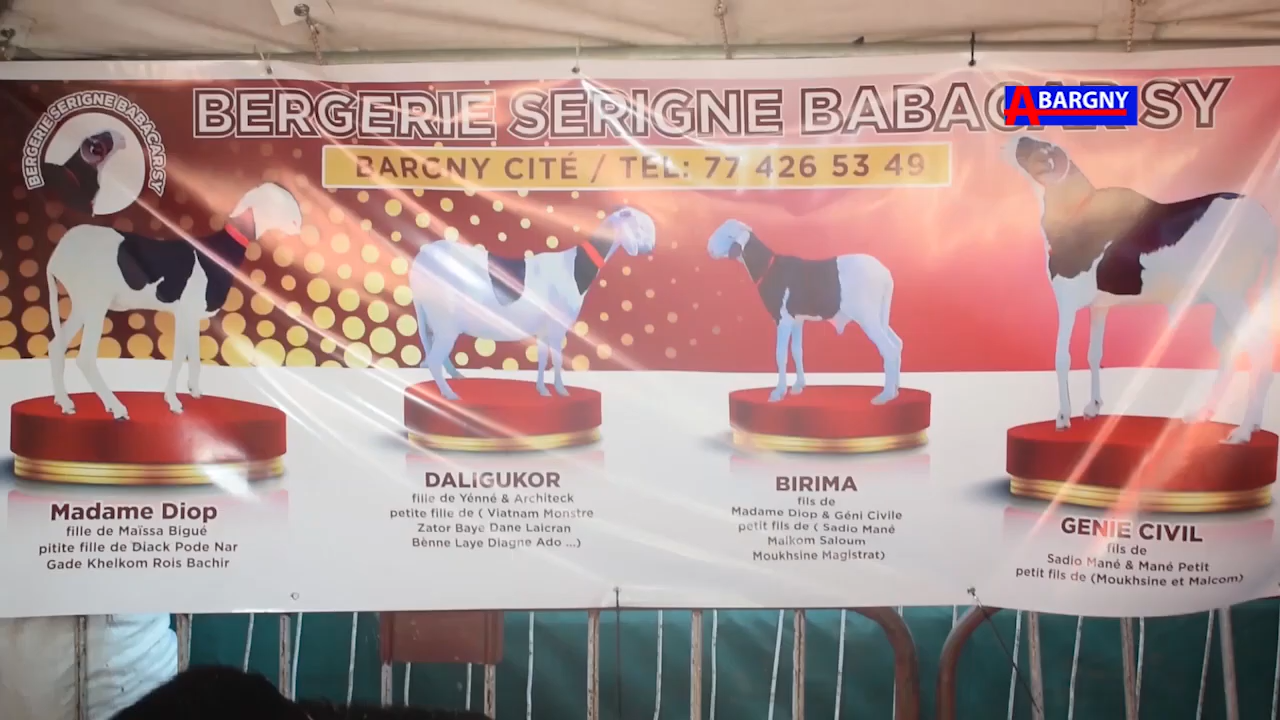 BERGERIE SERIGNE BABACARSY
BERGERIE SERIGNE BABACAR SY
A BARGNY
BARGNY CITÉ / TEL: 77 426 53 49
Madame Diop
fille de Maïssa Bigué
pitite fille de Diack Pode Nar
Gade Khelkom Rois Bachir
DALIGUKOR
fille de Yénné & Architeck
petite fille de ( Viatnam Monstre
Zator Baye Dane Laicran
Bènne Laye Diagne Ado ...)
BIRIMA
fils de
Madame Diop & Géni Civile
petit fils de ( Sadio Mané
Malkom Saloum
Moukhsine Magistrat)
GENIE CIVIL
fils de
Sadio Mané & Mané Petit
petit fils de (Moukhsine et Malcom)